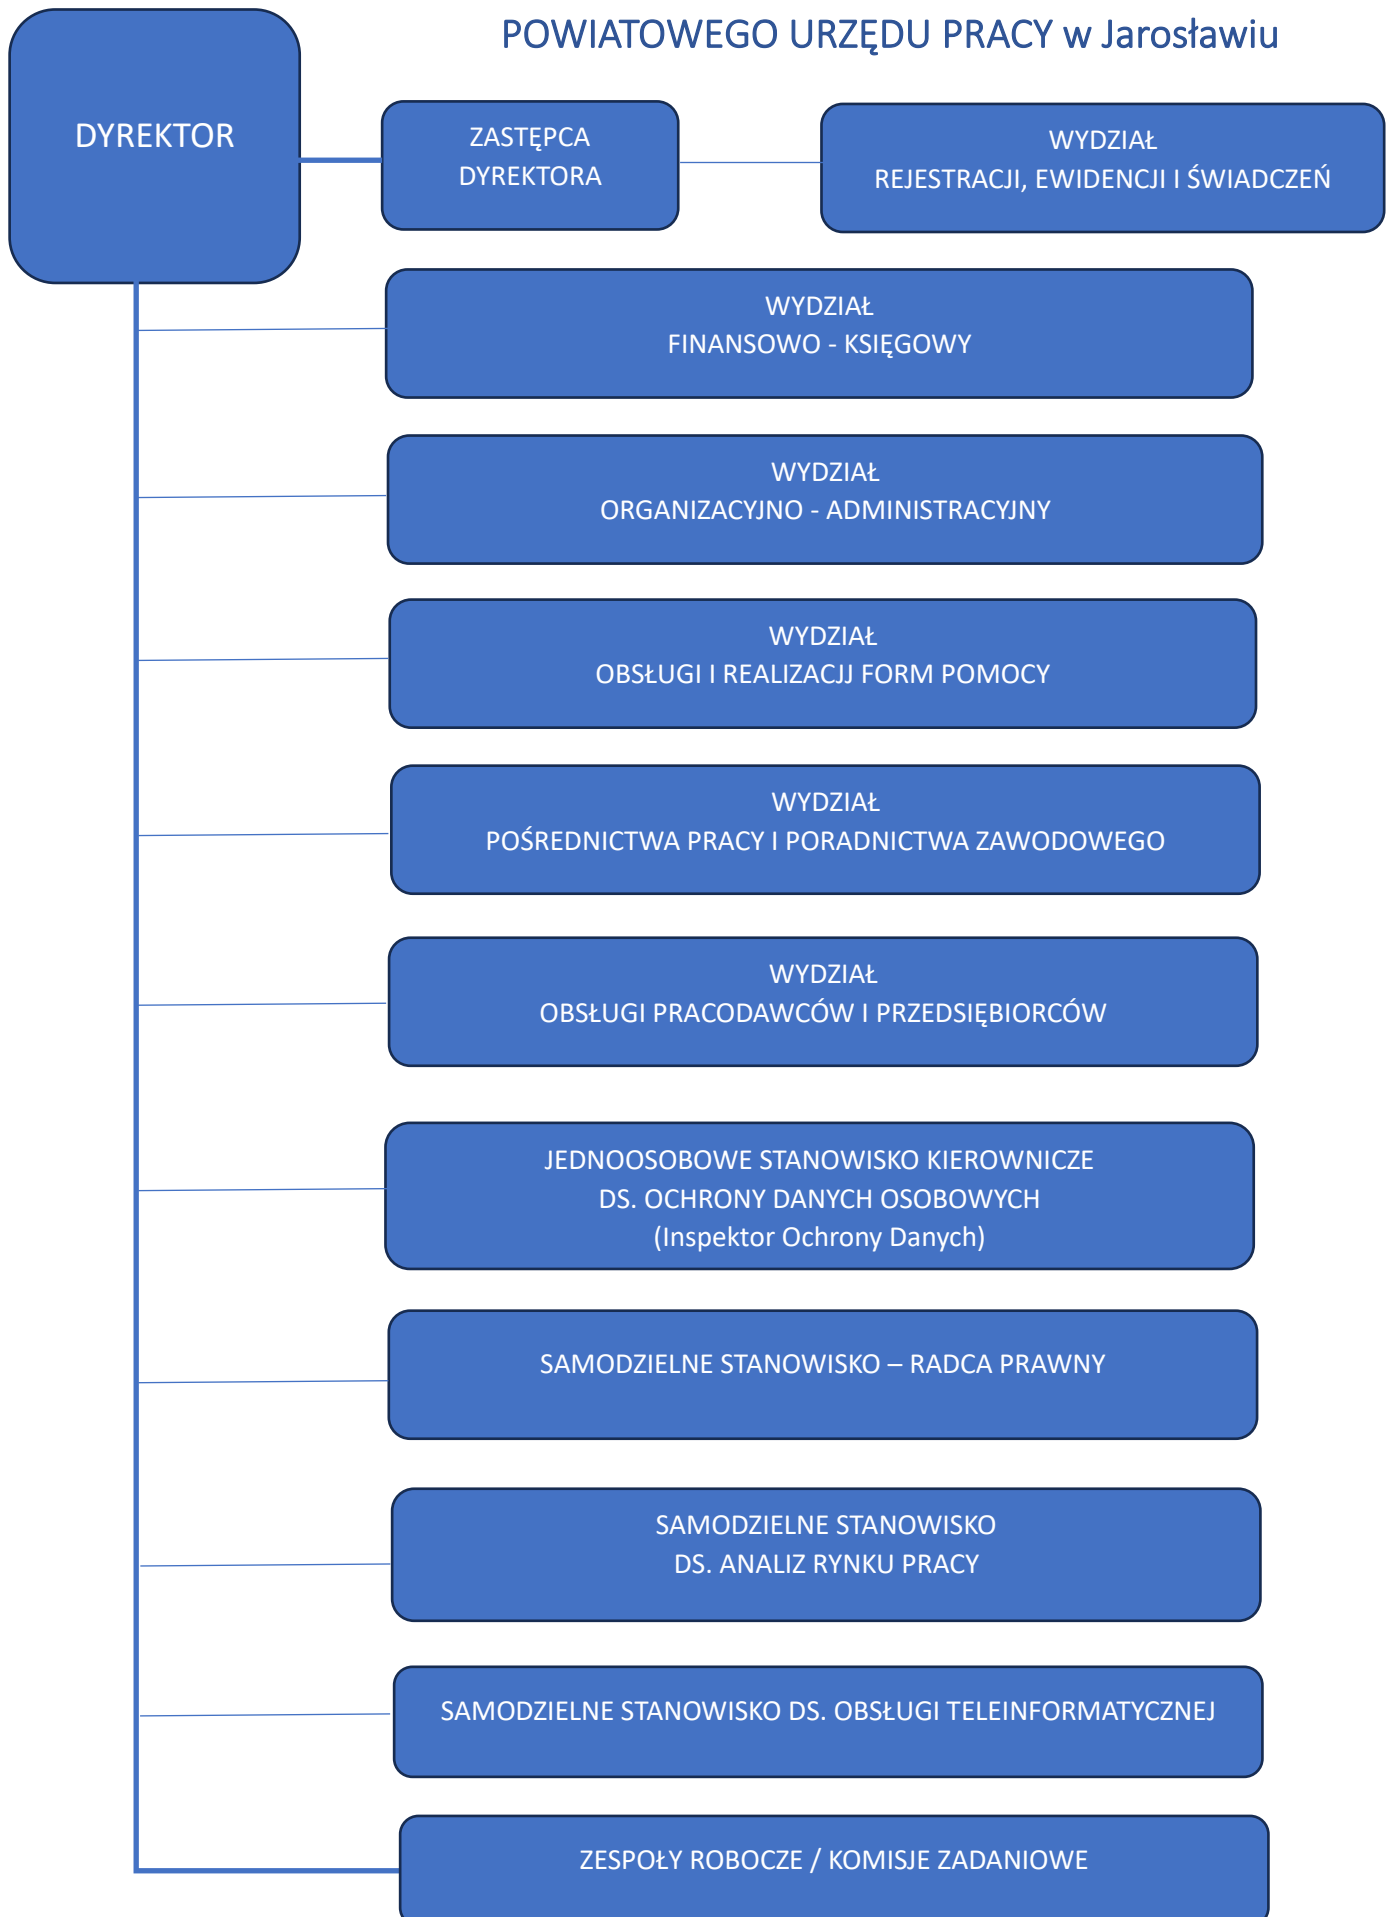 POWIATOWEGO URZĘDU PRACY w Jarosławiu
DYREKTOR
ZASTĘPCA
DYREKTORA
WYDZIAŁ
REJESTRACJI, EWIDENCJI I ŚWIADCZEŃ
WYDZIAŁ
FINANSOWO - KSIĘGOWY
WYDZIAŁ
ORGANIZACYJNO - ADMINISTRACYJNY
WYDZIAŁ
OBSŁUGI I REALIZACJJ FORM POMOCY
WYDZIAŁ
POŚREDNICTWA PRACY I PORADNICTWA ZAWODOWEGO
WYDZIAŁ
OBSŁUGI PRACODAWCÓW I PRZEDSIĘBIORCÓW
JEDNOOSOBOWE STANOWISKO KIEROWNICZE
DS. OCHRONY DANYCH OSOBOWYCH
(Inspektor Ochrony Danych)
SAMODZIELNE STANOWISKO – RADCA PRAWNY
SAMODZIELNE STANOWISKO
DS. ANALIZ RYNKU PRACY
SAMODZIELNE STANOWISKO DS. OBSŁUGI TELEINFORMATYCZNEJ
ZESPOŁY ROBOCZE / KOMISJE ZADANIOWE